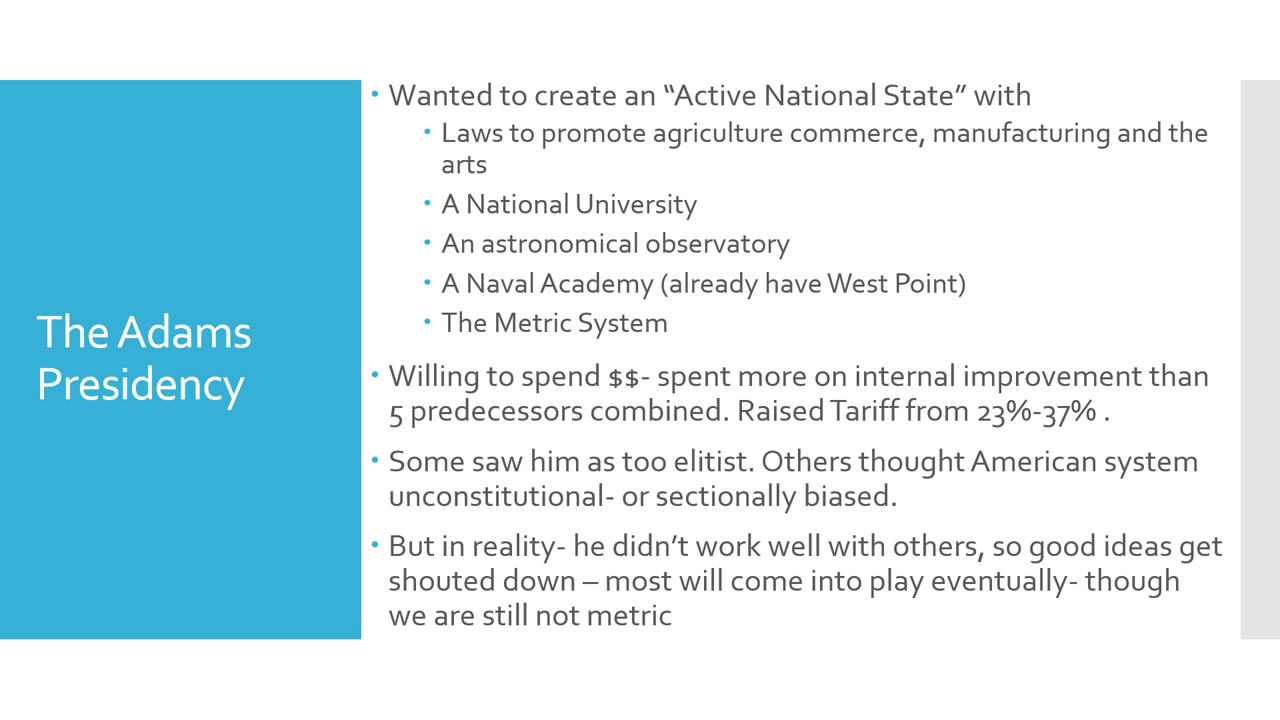 The Adams
Presidency
• Wanted to create an “Active National State” with
• Laws to promote agriculture commerce, manufacturing and the
arts
• A National University
• An astronomical observatory
• A Naval Academy (already have West Point)
• The Metric System
• Willing to spend $$- spent more on internal improvement than
5 predecessors combined. Raised Tariff from 23%-37% .
• Some saw him as too elitist. Others thought American system
unconstitutional- or sectionally biased.
• But in reality- he didn’t work well with others, so good ideas get
shouted down – most will come into play eventually- though
we are still not metric